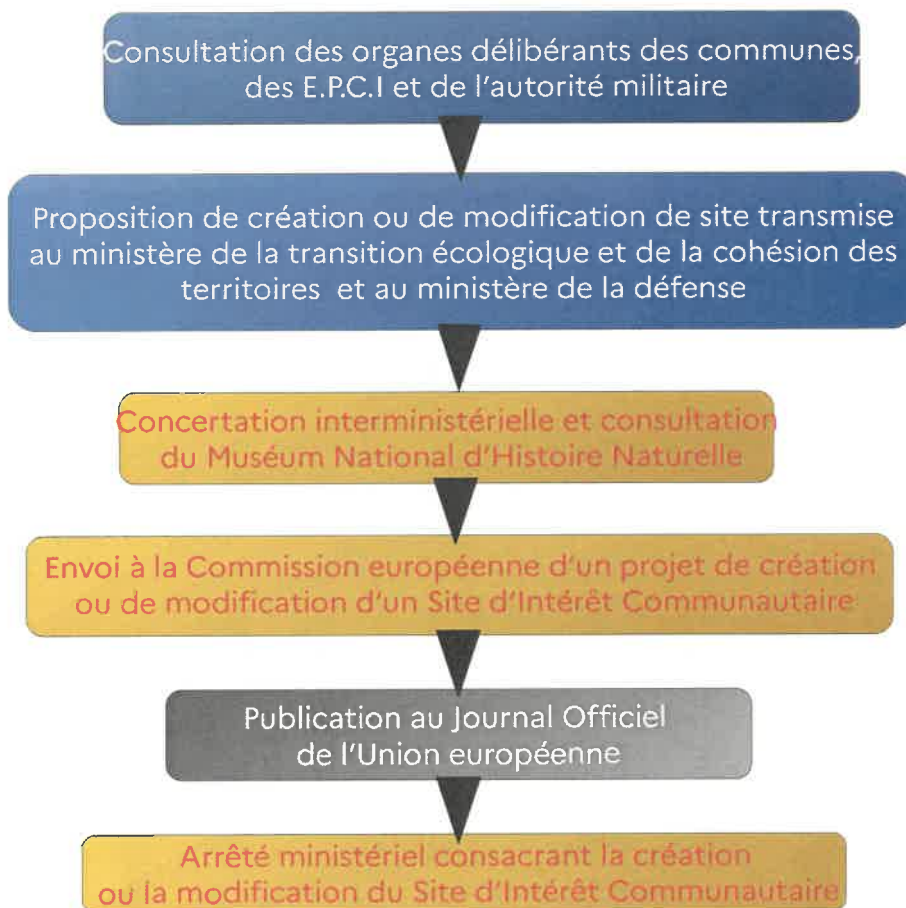 Consultation des organes délibérants des communes,
des E.P.C.I et de l'autorité militaire
Proposition de création ou de modification de site transmise
au ministère de la transition écologique et de la cohésion des
territoires et au ministère de la défense
Concertation interministérielle et consultation
du Muséum National d'Histoire Naturelle
Envoi à la Commission européenne d'un projet de création
ou de modification d'un Site d'Intérêt Communautaire
Publication au Journal Officiel
de l'Union européenne
Arrêté ministériel consacrant la création
ou la modification du Site d'Intérêt Communautaire